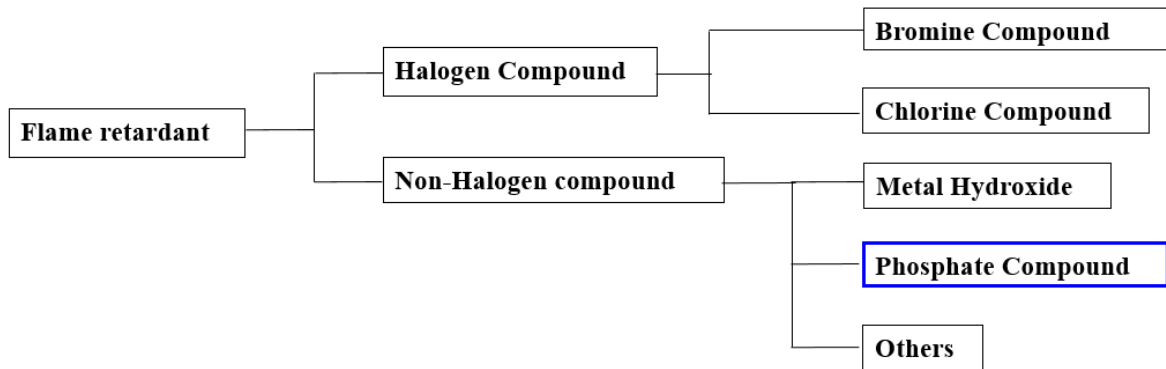 Flame retardant
Halogen Compound
Bromine Compound
Chlorine Compound
Non-Halogen compound
Metal Hydroxide
Phosphate Compound
Others